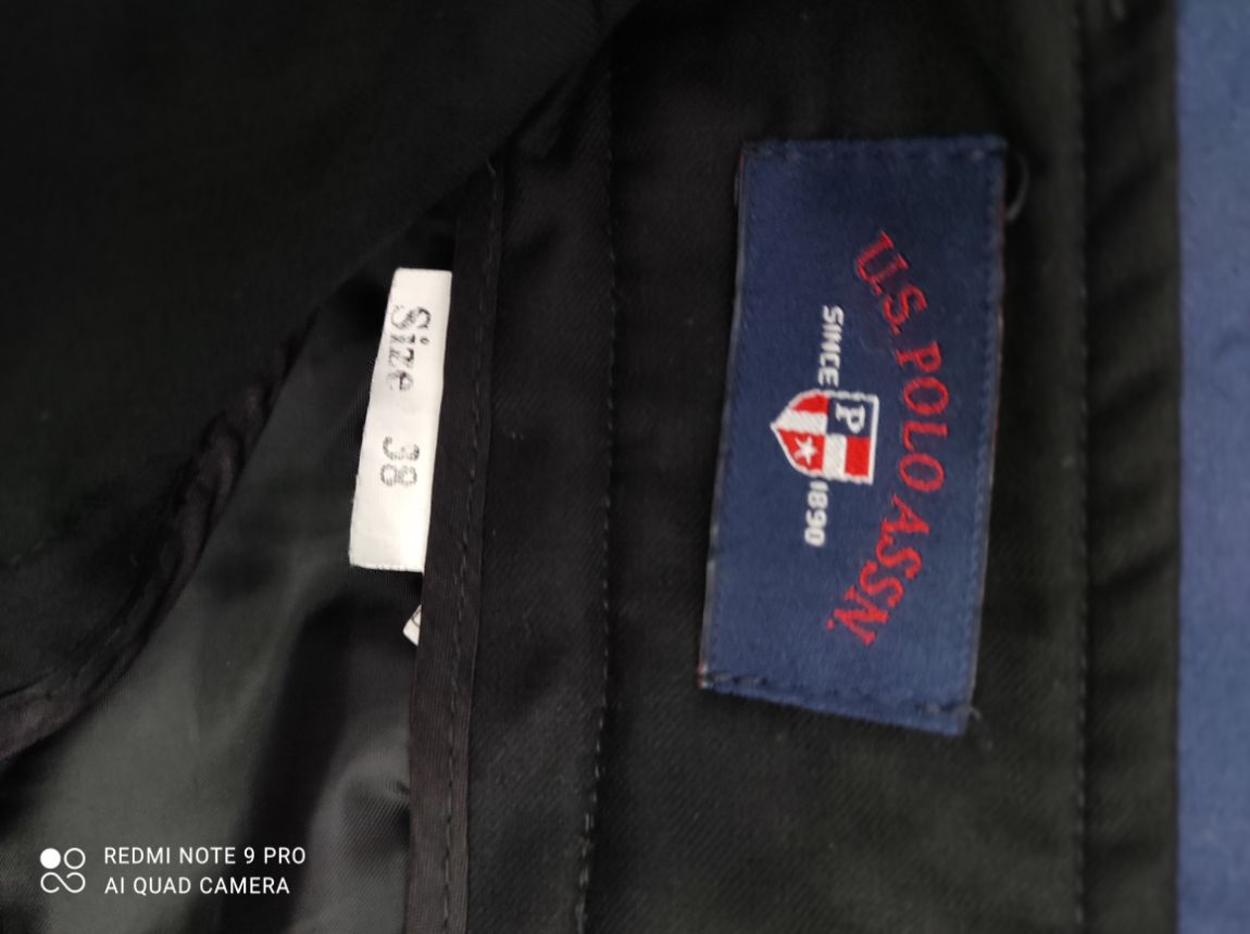 U.S. POLO ASSN.
SINCE 1890
P
Size 38
REDMI NOTE 9 PRO
AI QUAD CAMERA